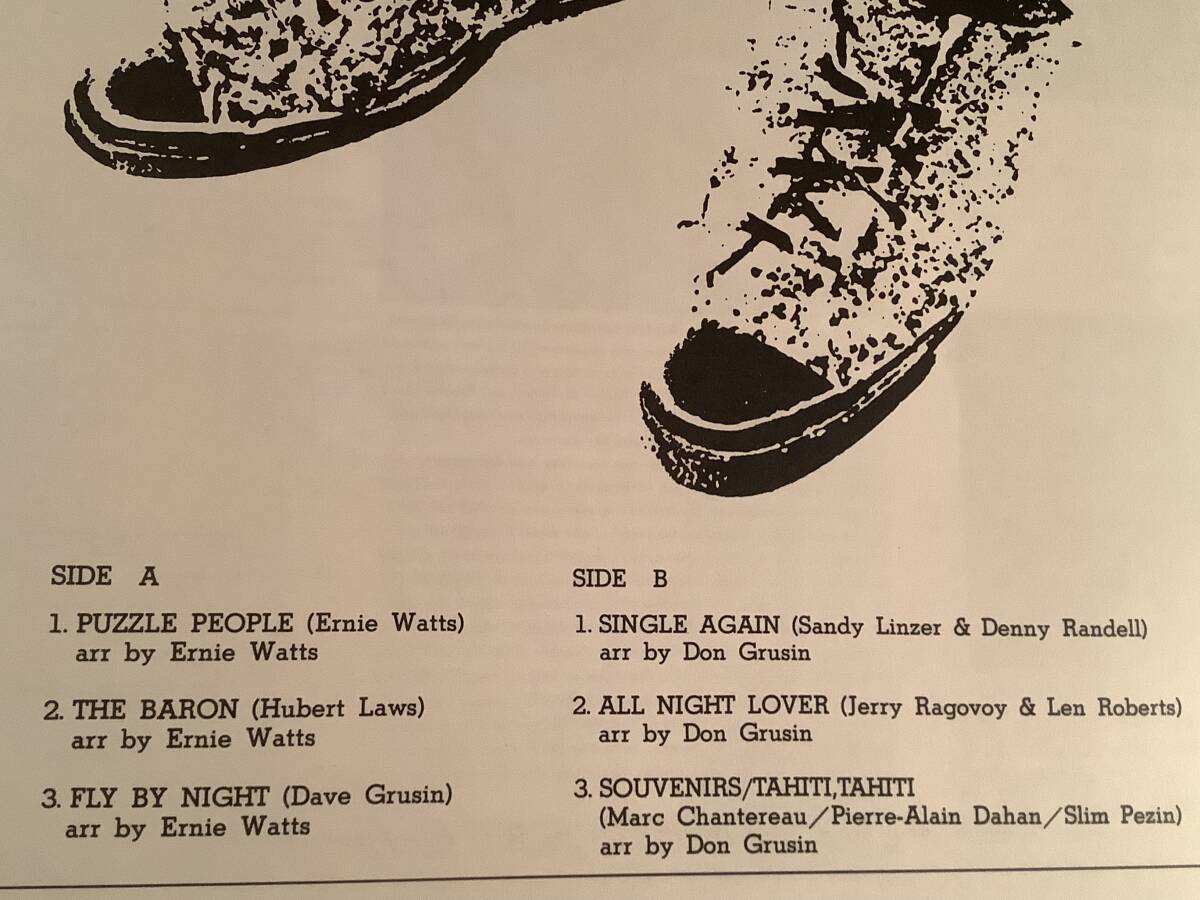 SIDE A
1. PUZZLE PEOPLE (Ernie Watts)
arr by Ernie Watts
2. THE BARON (Hubert Laws)
arr by Ernie Watts
3. FLY BY NIGHT (Dave Grusin)
arr by Ernie Watts
SIDE B
1. SINGLE AGAIN (Sandy Linzer & Denny Randell)
arr by Don Grusin
2. ALL NIGHT LOVER (Jerry Ragovoy & Len Roberts)
arr by Don Grusin
3. SOUVENIRS/TAHITI,TAHITI
(Marc Chantereau/Pierre-Alain Dahan/Slim Pezin)
arr by Don Grusin